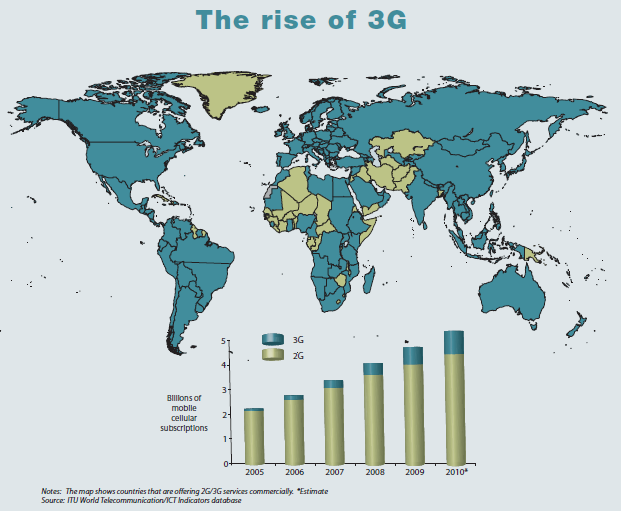 The rise of 3G
3G
2G
5
4
3
2
1
0
Billions of
mobile
cellular
subscriptions
2005 2006 2007 2008 2009 2010*
Notes: The map shows countries that are offering 2G/3G services commercially. *Estimate
Source: ITU World Telecommunication/ICT Indicators database